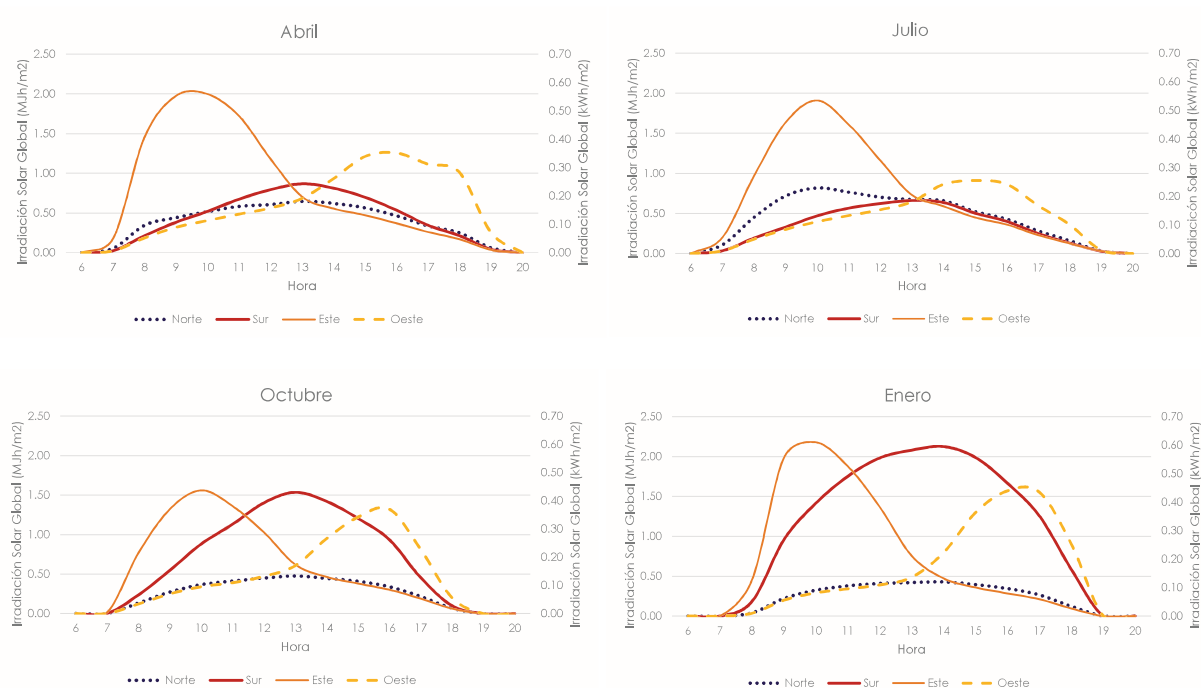 Abril
Irradiación Solar Global (MJh/m2)
2.50
2.00
1.50
1.00
0.50
0.00
0.70
0.60
0.50
0.40
0.30
0.20
0.10
0.00
Irradiación Solar Global (kWh/m2)
6 7 8 9 10 11 12 13 14 15 16 17 18 19 20
Hora
Norte Sur Este Oeste
Julio
Irradiación Solar Global (MJh/m2)
2.50
2.00
1.50
1.00
0.50
0.00
0.70
0.60
0.50
0.40
0.30
0.20
0.10
0.00
Irradiación Solar Global (kWh/m2)
6 7 8 9 10 11 12 13 14 15 16 17 18 19 20
Hora
Norte Sur Este Oeste
Octubre
Irradiación Solar Global (MJh/m2)
2.50
2.00
1.50
1.00
0.50
0.00
0.70
0.60
0.50
0.40
0.30
0.20
0.10
0.00
Irradiación Solar Global (kWh/m2)
6 7 8 9 10 11 12 13 14 15 16 17 18 19 20
Hora
Norte Sur Este Oeste
Enero
Irradiación Solar Global (MJh/m2)
2.50
2.00
1.50
1.00
0.50
0.00
0.70
0.60
0.50
0.40
0.30
0.20
0.10
0.00
Irradiación Solar Global (kWh/m2)
6 7 8 9 10 11 12 13 14 15 16 17 18 19 20
Hora
Norte Sur Este Oeste